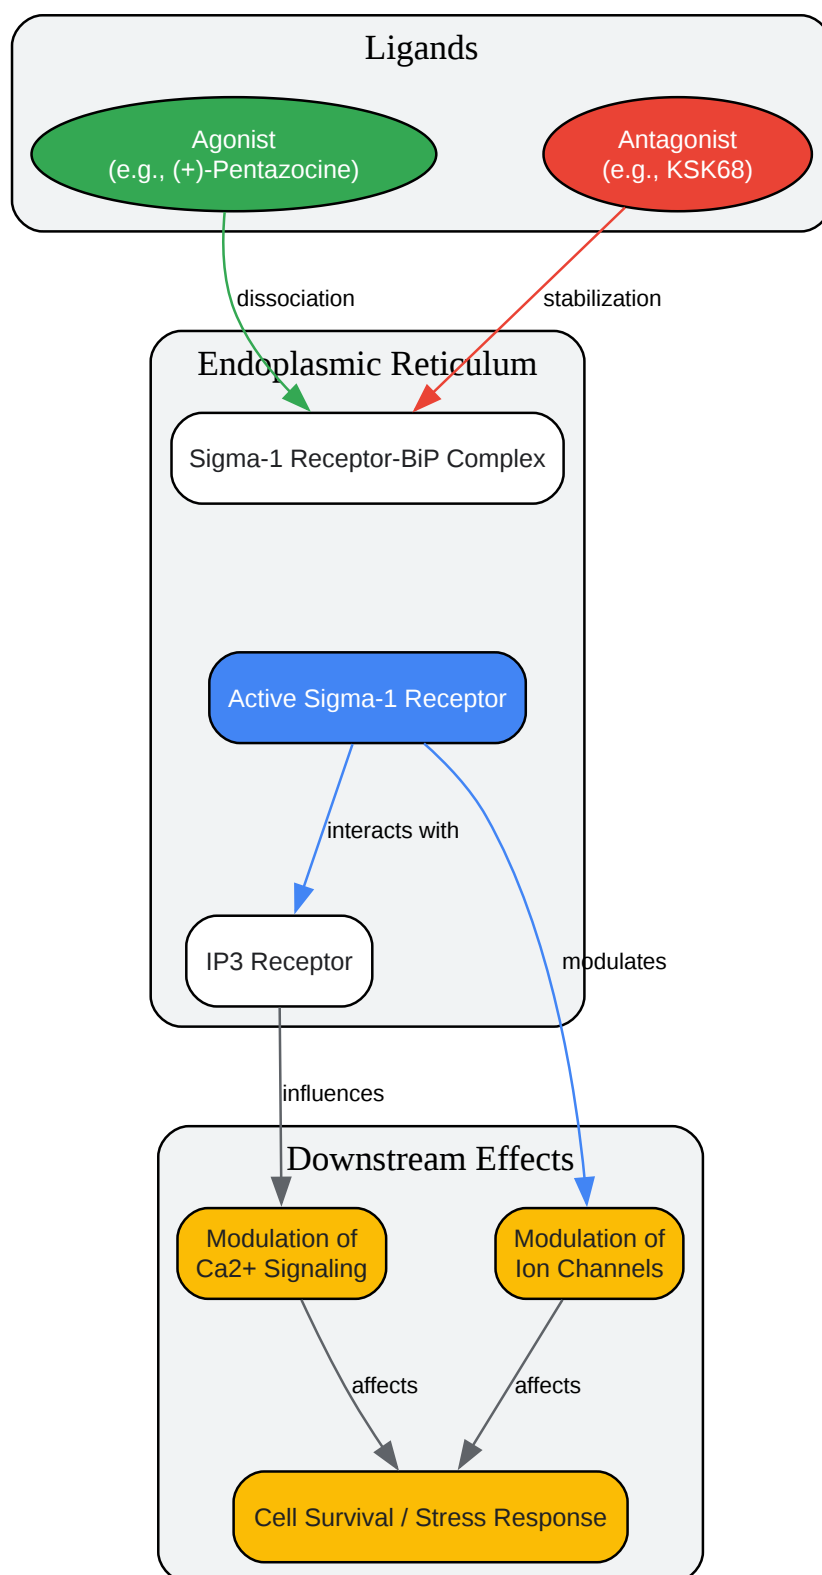 Ligands
Agonist
(e.g., (+)-Pentazocine)
Antagonist
(e.g., KSK68)
dissociation
stabilization
Endoplasmic Reticulum
Sigma-1 Receptor-BiP Complex
Active Sigma-1 Receptor
interacts with
IP3 Receptor
modulates
influences
Downstream Effects
Modulation of
Ca2+ Signaling
Modulation of
Ion Channels
affects
affects
Cell Survival / Stress Response